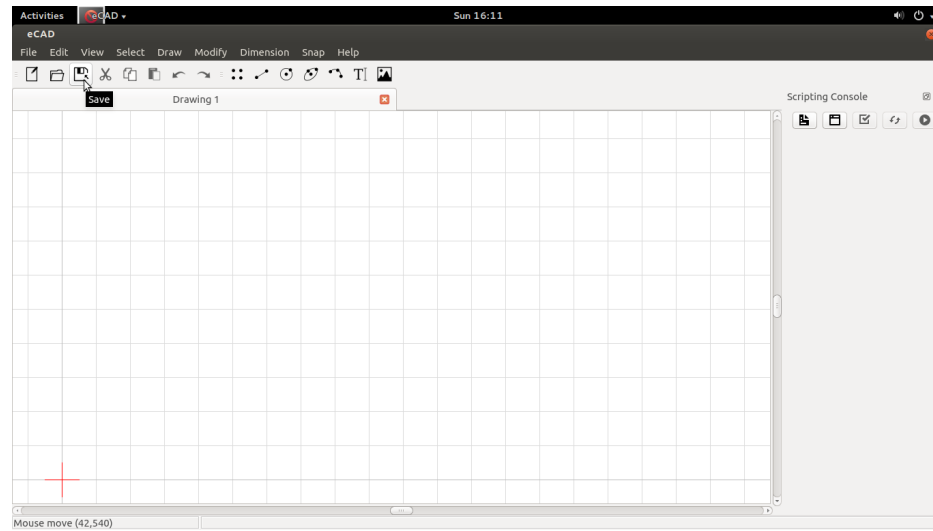 Activities eCAD Sun 16:11
eCAD
File Edit View Select Draw Modify Dimension Snap Help
Save
Drawing 1
Scripting Console
Mouse move (42,540)